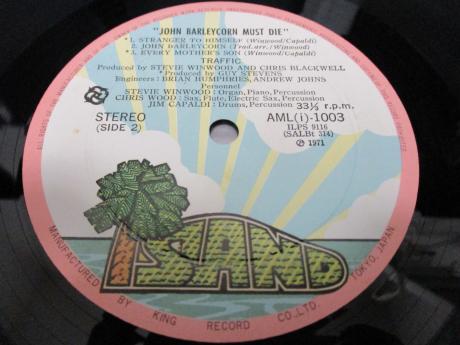 "JOHN BARLEYCORN MUST DIE"
*1. STRANGER TO HIMSELF (Winwood/Capaldi)
2. JOHN BARLEYCORN (Trad.arr./Winwood)
*3. EVERY MOTHER'S SON (Winwood/Capaldi)
TRAFFIC
Produced by STEVIE WINWOOD AND CHRIS BLACKWELL
*Produced by GUY STEVENS
Engineers: BRIAN HUMPHRIES, ANDREW JOHNS
Personnel
STEVIE WINWOOD: Organ, Piano, Percussion
CHRIS WOOD: Sax, Flute, Electric Sax, Percussion
JIM CAPALDI: Drums, Percussion
33⅓ r.p.m.
STEREO
(SIDE 2)
AML(i)-1003
ILPS 9116
(SALBt 314)
℗ 1971
ISLAND
MANUFACTURED BY KING RECORD CO., LTD. TOKYO, JAPAN